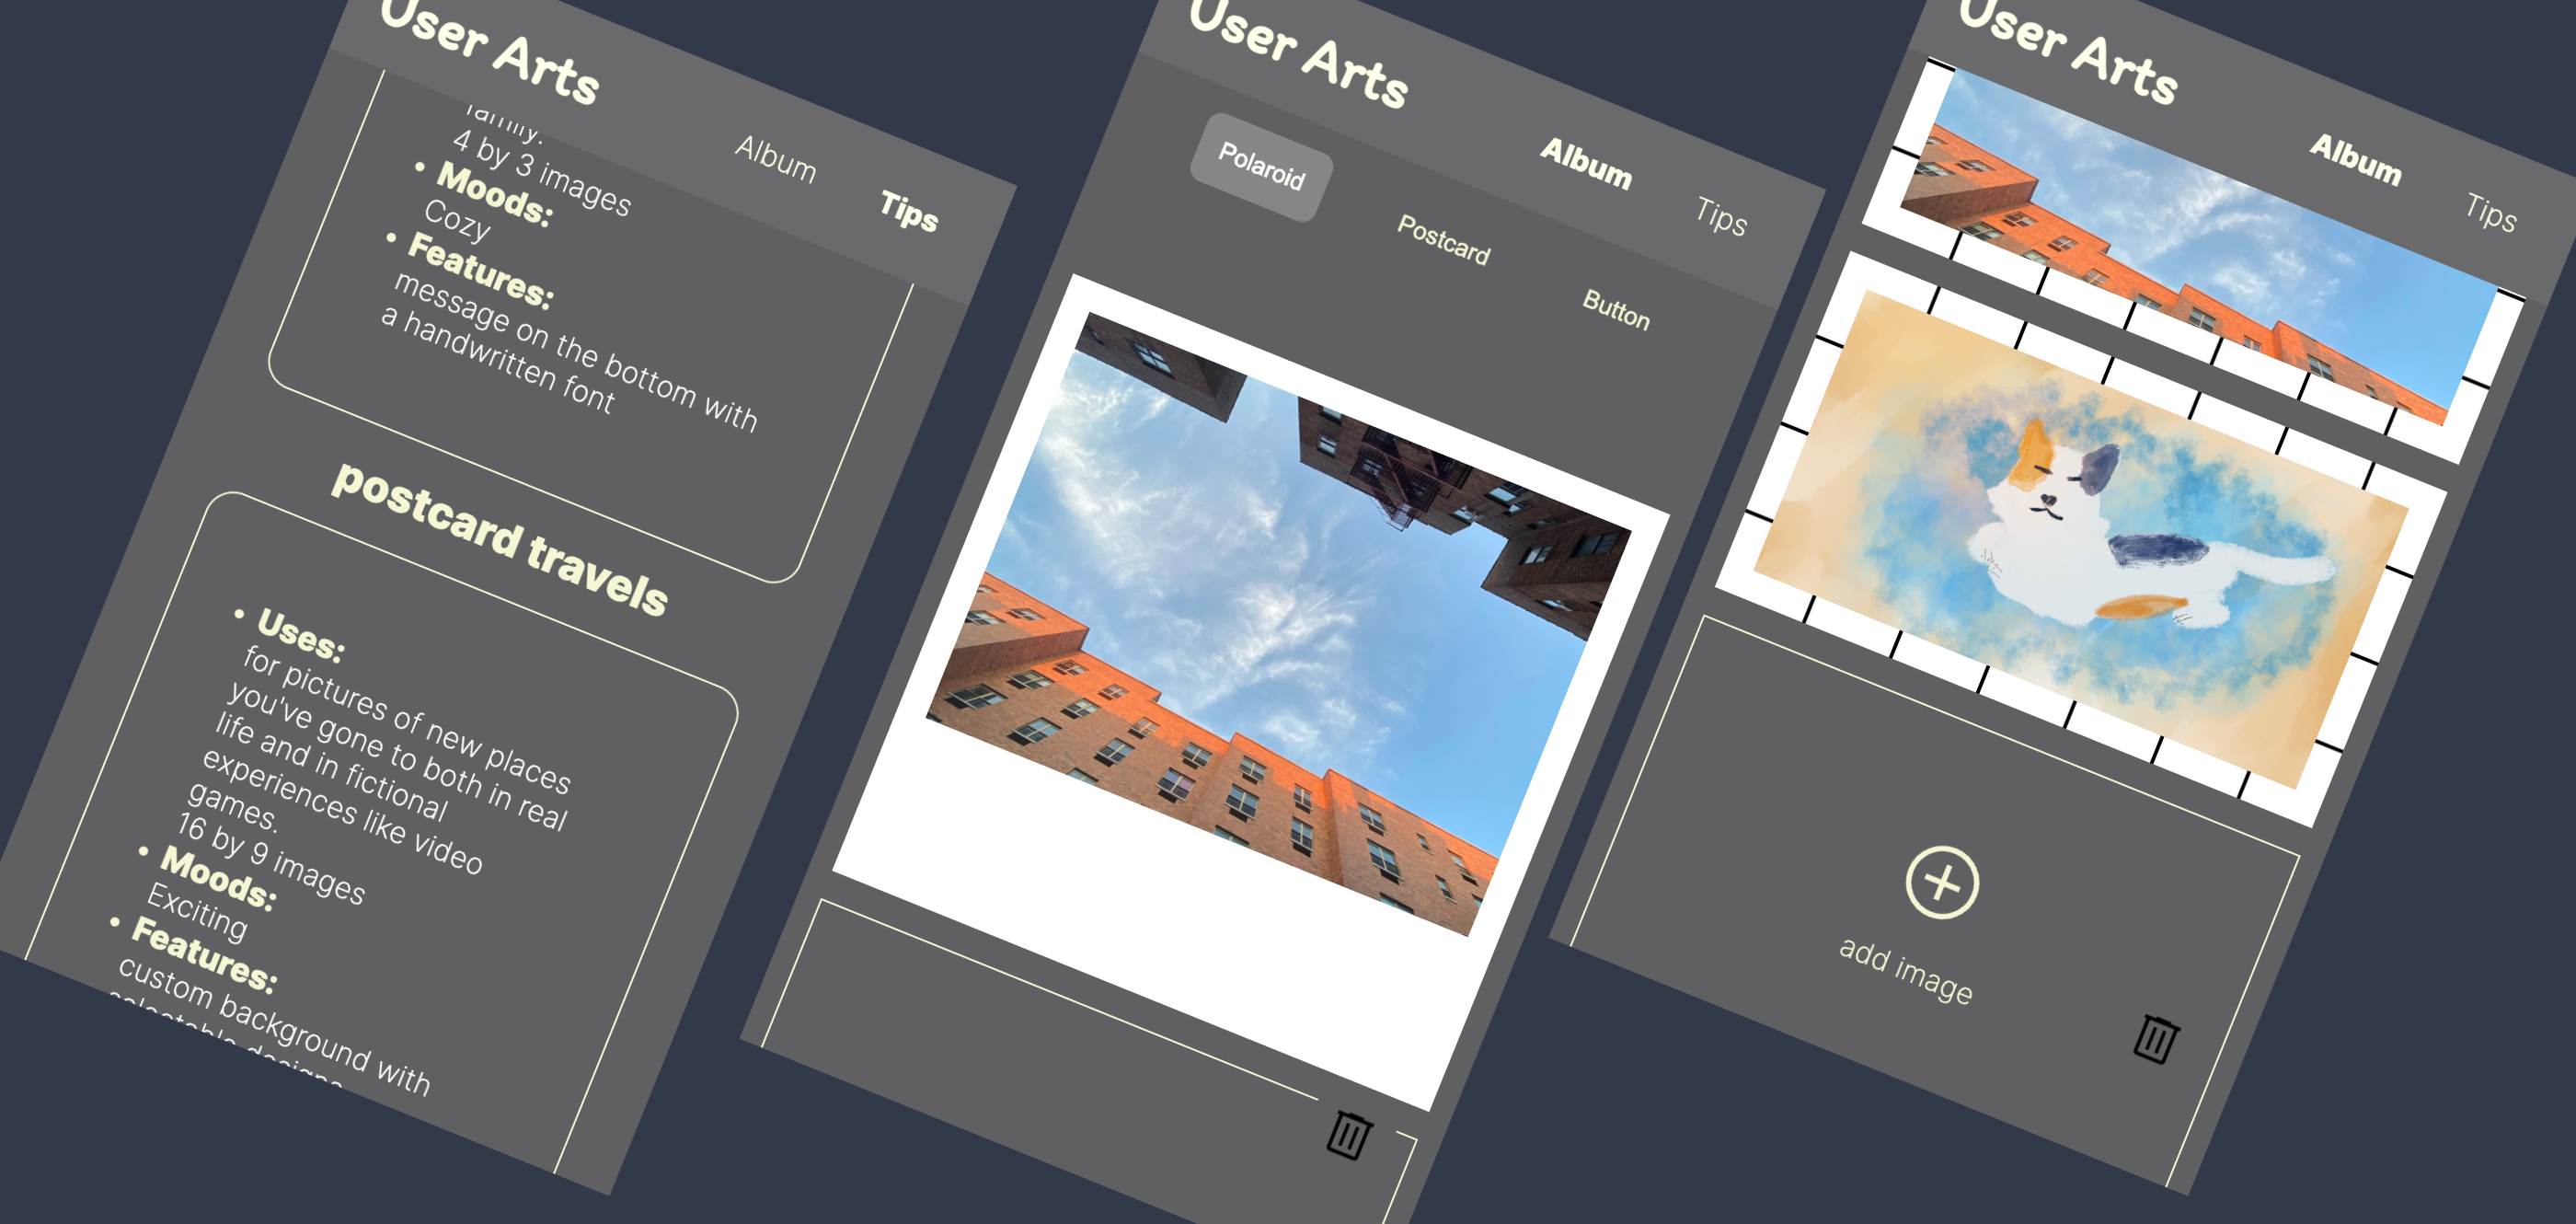 User Arts
Album
Tips
family.
4 by 3 images
• Moods:
Cozy
• Features:
message on the bottom with
a handwritten font
postcard travels
• Uses:
for pictures of new places
you've gone to both in real
life and in fictional
experiences like video
games.
16 by 9 images
• Moods:
Exciting
• Features:
custom background with
selectable designs
User Arts
Album
Tips
Polaroid
Postcard
Button
User Arts
Album
Tips
add image